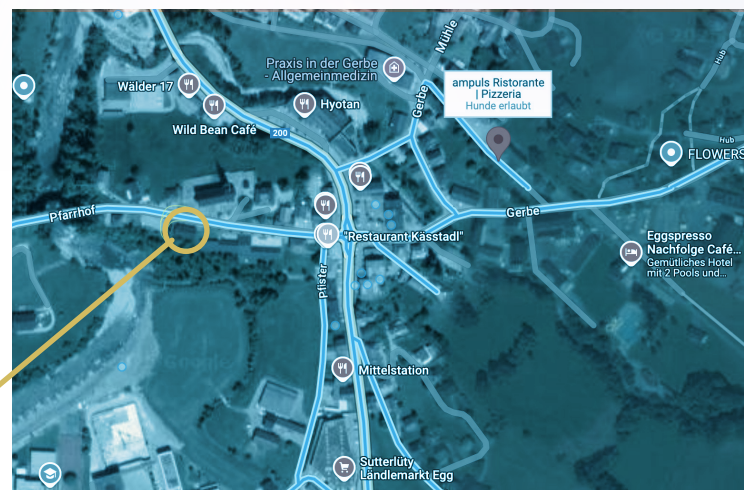 Mühle
Hub
Praxis in der Gerbe
- Allgemeinmedizin
Wälder 17
ampuls Ristorante
| Pizzeria
Hunde erlaubt
Gerbe
Hyotan
Wild Bean Café
200
Hub
FLOWERS
Pfarrhof
Gerbe
"Restaurant Kässtadl"
Eggspresso
Nachfolge Café...
Gemütliches Hotel
mit 2 Pools und...
Pfister
Mittelstation
Sutterlüty
Ländlemarkt Egg